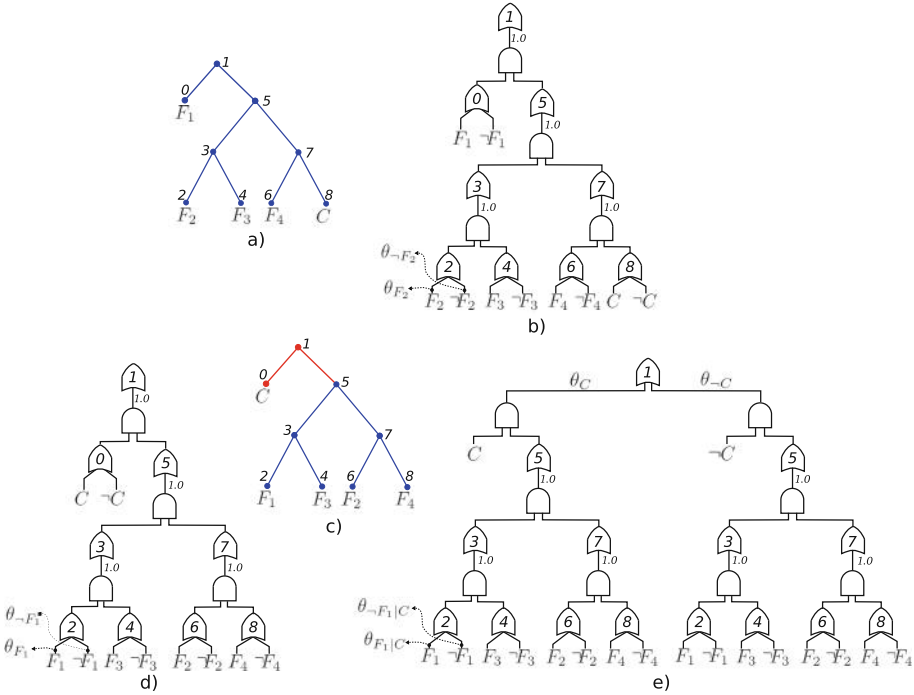 1
0
F₁
5
3
7
2
4
6
8
F₂
F₃
F₄
C
a)
1
1.0
0
5
F₁ ¬F₁
1.0
3
7
1.0
1.0
θ¬F₂
2
4
6
8
θF₂
F₂ ¬F₂
F₃ ¬F₃
F₄ ¬F₄
C ¬C
b)
1
0
C
5
3
7
2
4
6
8
F₁
F₃
F₂
F₄
c)
1
1.0
0
5
C ¬C
1.0
3
7
1.0
1.0
θ¬F₁
2
4
6
8
θF₁
F₁ ¬F₁
F₃ ¬F₃
F₂ ¬F₂
F₄ ¬F₄
d)
θC
1
θ¬C
C
¬C
5
5
1.0
1.0
3
7
3
7
1.0
1.0
1.0
1.0
θ¬F₁|C
2
4
6
8
2
4
6
8
θF₁|C
F₁ ¬F₁
F₃ ¬F₃
F₂ ¬F₂
F₄ ¬F₄
F₁ ¬F₁
F₃ ¬F₃
F₂ ¬F₂
F₄ ¬F₄
e)